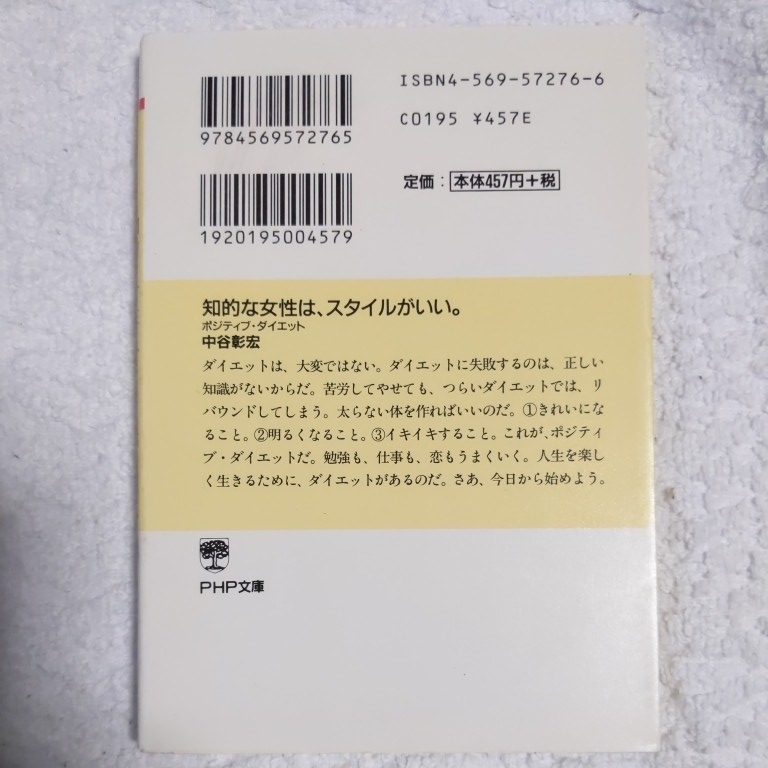 ISBN4-569-57276-6
9784569572765
C0195 ¥457E
定価：本体457円＋税
1920195004579
知的な女性は、スタイルがいい。
ポジティブ・ダイエット
中谷彰宏
ダイエットは、大変ではない。ダイエットに失敗するのは、正しい
知識がないからだ。苦労してやせても、つらいダイエットでは、リ
バウンドしてしまう。太らない体を作ればいいのだ。①きれいにな
ること。②明るくなること。③イキイキすること。これが、ポジティ
ブ・ダイエットだ。勉強も、仕事も、恋もうまくいく。人生を楽し
く生きるために、ダイエットがあるのだ。さあ、今日から始めよう。
PHP文庫